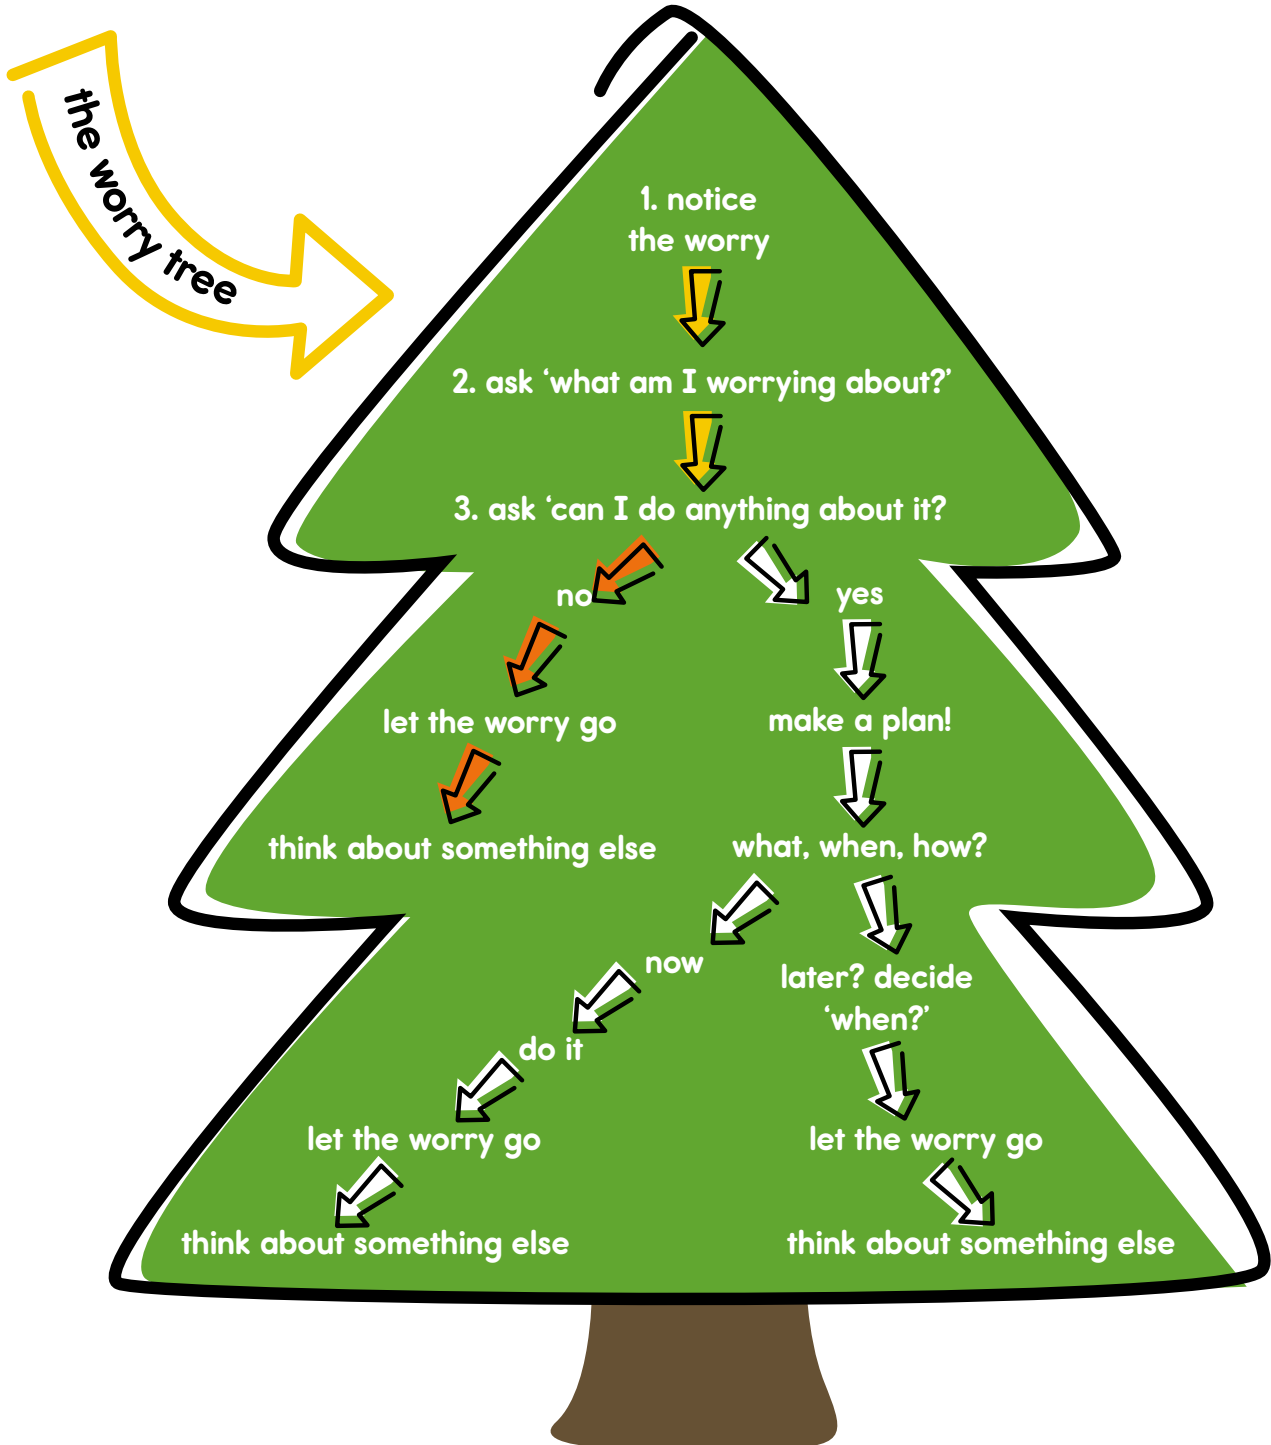 the worry tree
1. notice
the worry
2. ask ‘what am I worrying about?’
3. ask ‘can I do anything about it?
no
yes
let the worry go
make a plan!
think about something else
what, when, how?
now
later? decide
‘when?’
do it
let the worry go
let the worry go
think about something else
think about something else